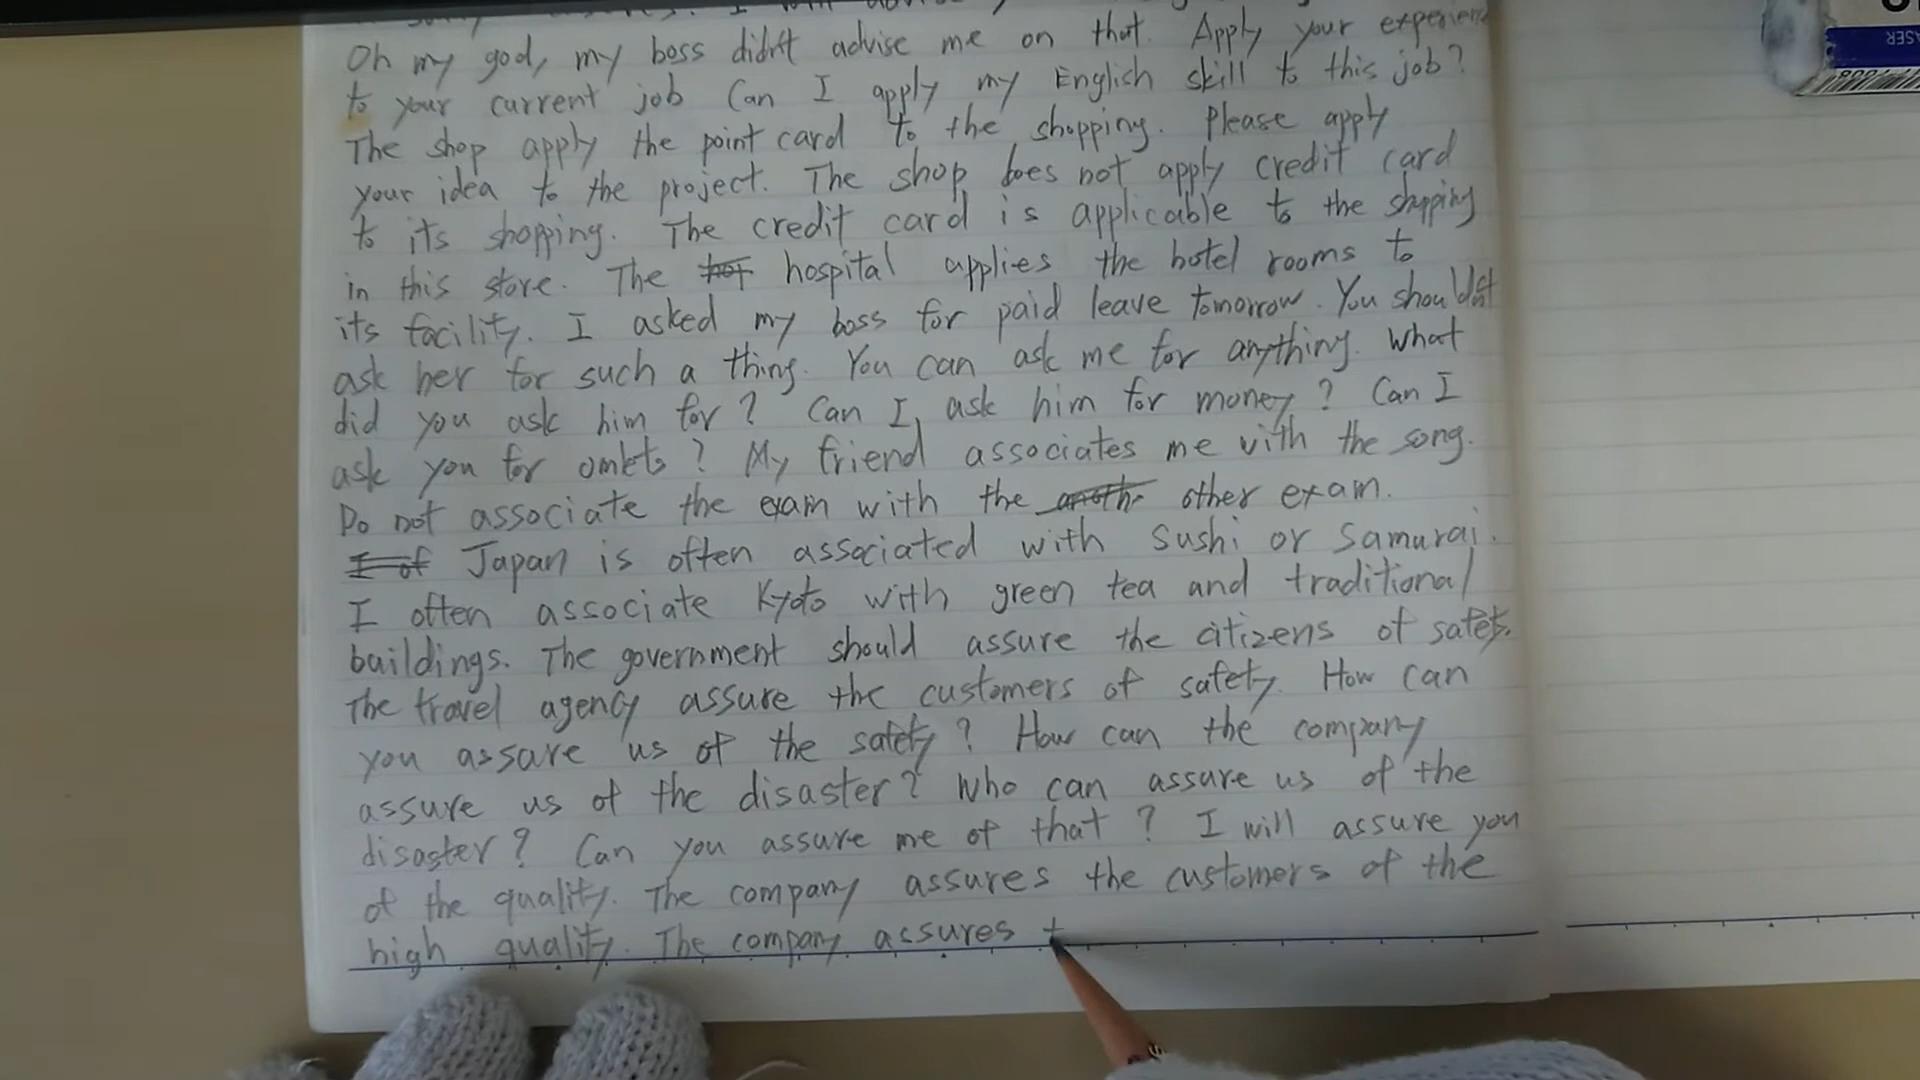 Oh my god, my boss didn't advise me on that. Apply your experience
to your current job Can I apply my English skill to this job?
The shop apply the point card to the shopping. Please apply
your idea to the project. The shop does not apply credit card
to its shopping. The credit card is applicable to the shopping
in this store. The hospital applies the hotel rooms to
its facility. I asked my boss for paid leave tomorrow. You shouldn't
ask her for such a thing. You can ask me for anything. What
did you ask him for? Can I ask him for money? Can I
ask you for omlets? My friend associates me with the song.
Do not associate the exam with the other exam.
Japan is often associated with Sushi or Samurai.
I often associate Kyoto with green tea and traditional
buildings. The government should assure the citizens of safety.
The travel agency assure the customers of safety. How can
you assure us of the safety? How can the company
assure us of the disaster? Who can assure us of the
disaster? Can you assure me of that? I will assure you
of the quality. The company assures the customers of the
high quality. The company assures t